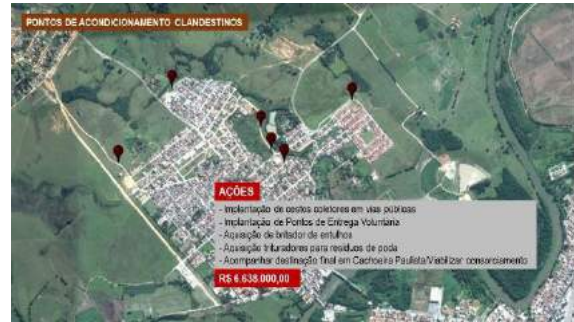 PONTOS DE ACONDICIONAMENTO CLANDESTINOS
AÇÕES
- Implantação de cestos coletores em vias públicas
- Implantação de Pontos de Entrega Voluntária
- Aquisição de britador de entulhos
- Aquisição trituradores para resíduos de poda
- Acompanhar destinação final em Cachoeira Paulista/Viabilizar consorciamento
R$ 6.638.000,00